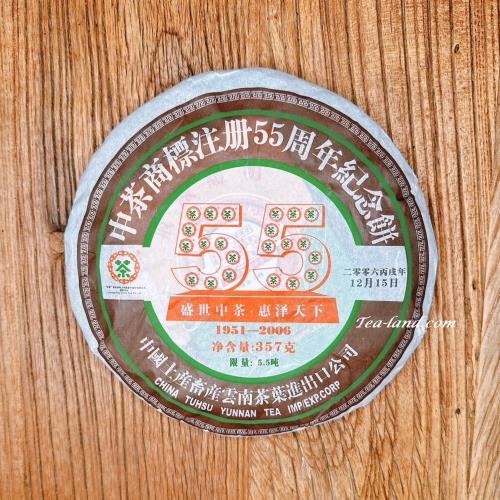 中茶商標注册55周年紀念餅
55
盛世中茶·惠泽天下
1951—2006
净含量:357克
限量:5.5吨
二零零六丙戌年
12月15日
茶
Tea-land.com
中國土産畜産雲南茶葉進出口公司
CHINA TUHSU YUNNAN TEA IMP/EXP.CORP